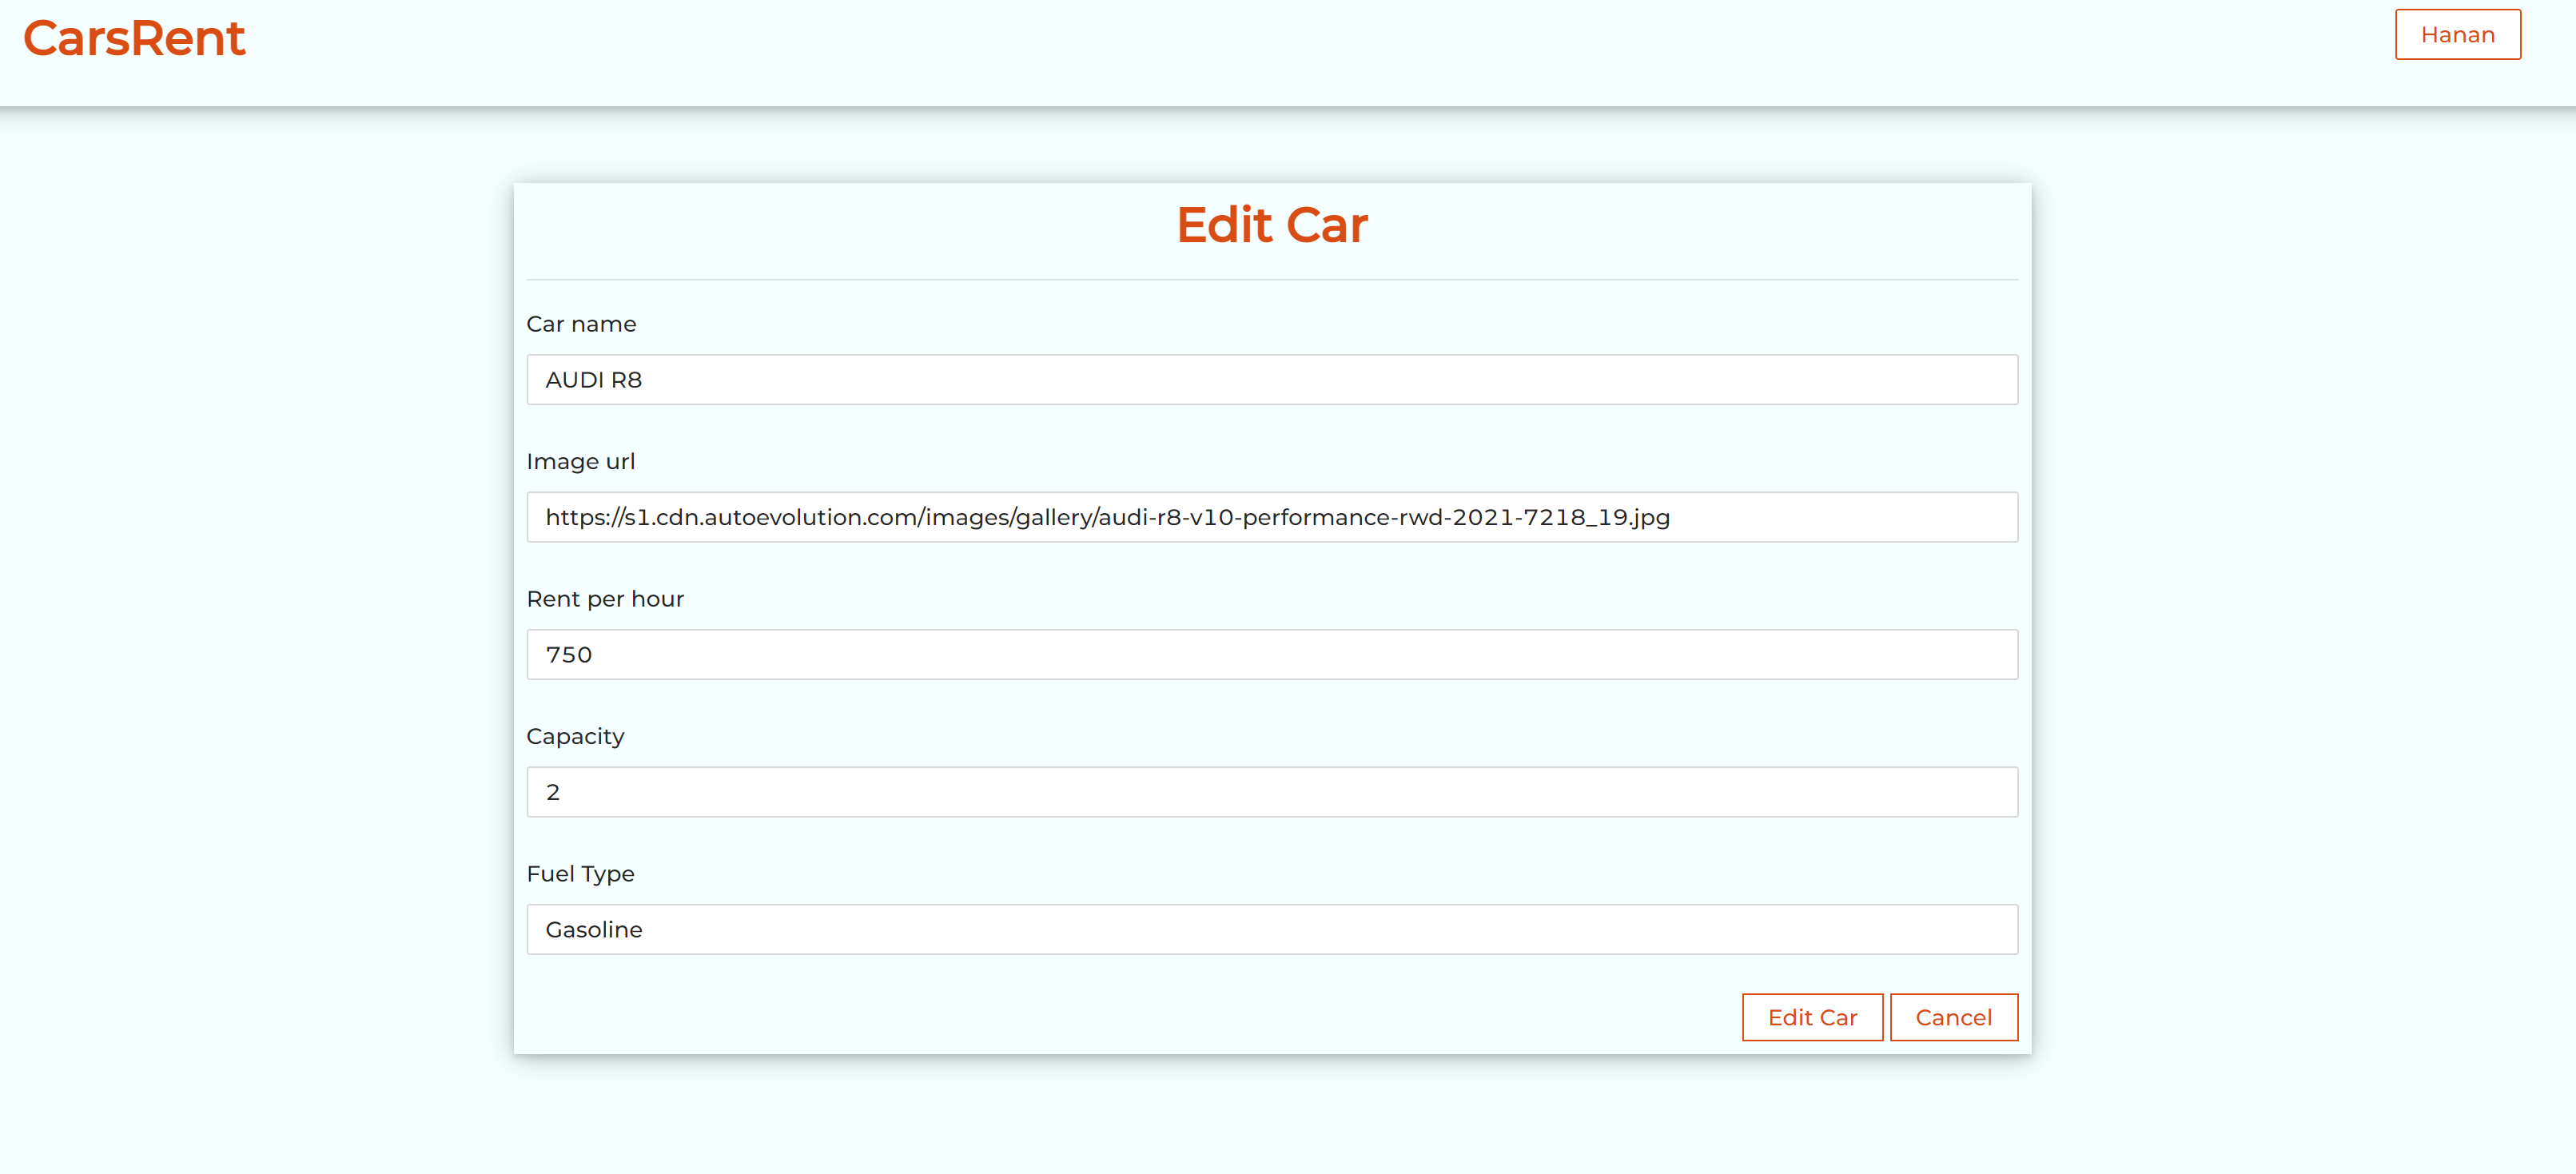 CarsRent
Hanan
Edit Car
Car name
AUDI R8
Image url
https://s1.cdn.autoevolution.com/images/gallery/audi-r8-v10-performance-rwd-2021-7218_19.jpg
Rent per hour
750
Capacity
2
Fuel Type
Gasoline
Edit Car
Cancel